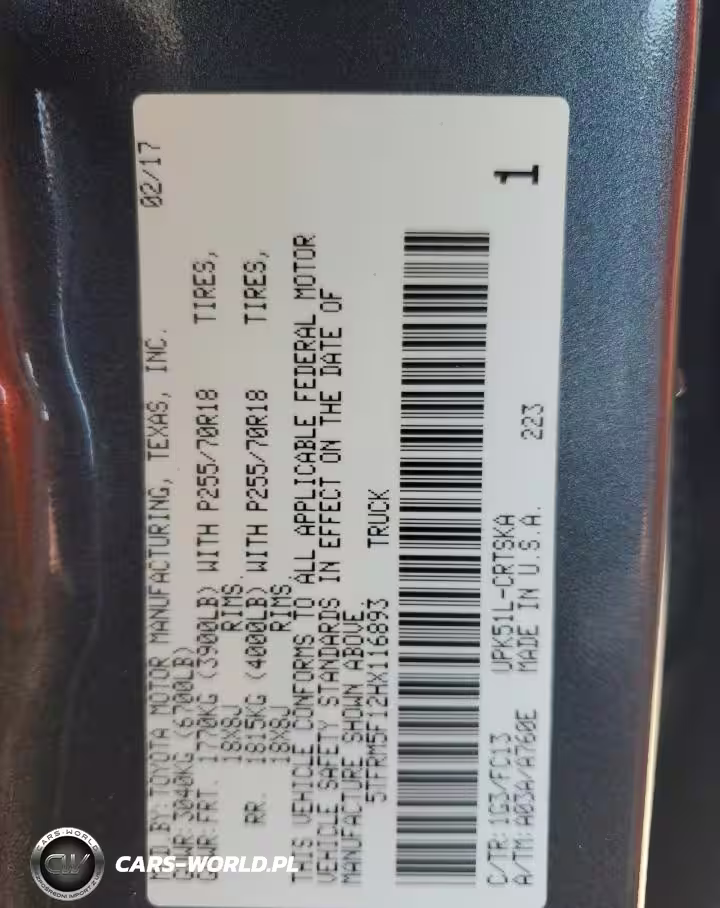 MFD BY: TOYOTA MOTOR MANUFACTURING, TEXAS, INC. 02/17
GVWR: 3040KG (6700LB)
GAWR: FRT. 1770KG (3900LB) WITH P255/70R18 TIRES,
18X8J RIMS.
RR. 1815KG (4000LB) WITH P255/70R18 TIRES,
18X8J RIMS.
THIS VEHICLE CONFORMS TO ALL APPLICABLE FEDERAL MOTOR
VEHICLE SAFETY STANDARDS IN EFFECT ON THE DATE OF
MANUFACTURE SHOWN ABOVE.
5TFRM5F12HX116893 TRUCK
C/TR: 1G3/FC13 UPK51L-CRTSKA 1
A/TM: A03A/A760E MADE IN U.S.A. 223
CARS-WORLD
CW
CARS-WORLD.PL